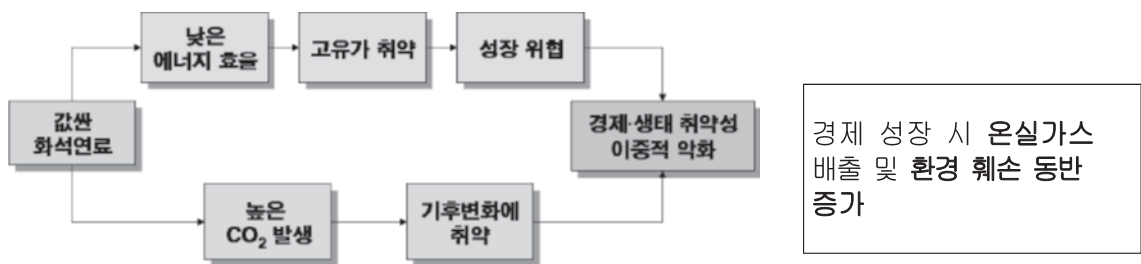 낮은
에너지 효율
고유가 취약
성장 위협
값싼
화석연료
경제·생태 취약성
이중적 악화
높은
CO₂ 발생
기후변화에
취약
경제 성장 시 온실가스
배출 및 환경 훼손 동반
증가